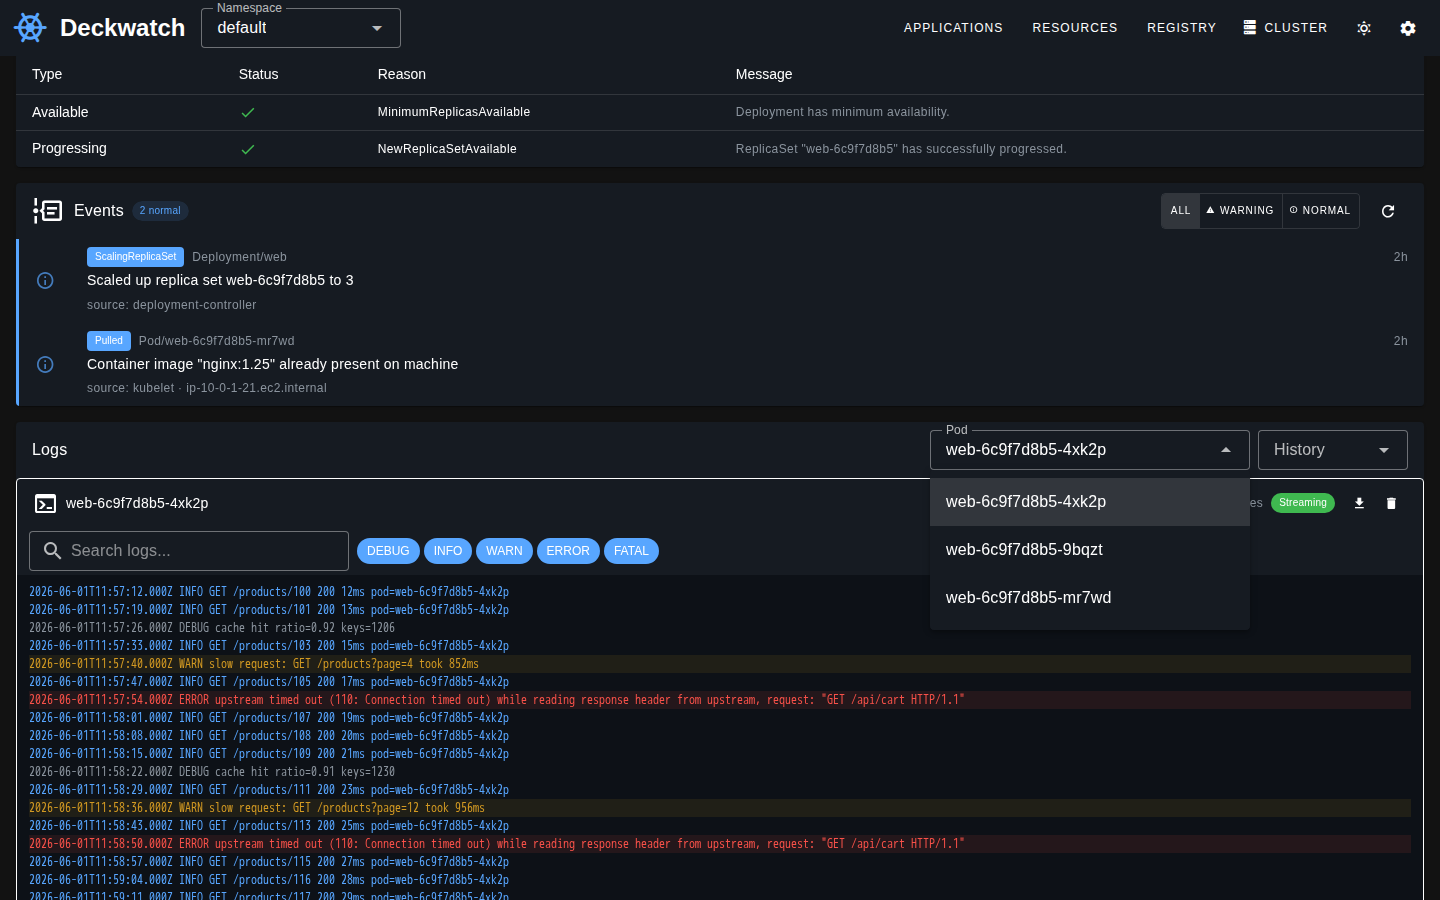 Deckwatch
Namespace
default
APPLICATIONS RESOURCES REGISTRY CLUSTER
Type Status Reason Message
Available MinimumReplicasAvailable Deployment has minimum availability.
Progressing NewReplicaSetAvailable ReplicaSet "web-6c9f7d8b5" has successfully progressed.
Events 2 normal ALL WARNING NORMAL
ScalingReplicaSet Deployment/web 2h
Scaled up replica set web-6c9f7d8b5 to 3
source: deployment-controller
Pulled Pod/web-6c9f7d8b5-mr7wd 2h
Container image "nginx:1.25" already present on machine
source: kubelet · ip-10-0-1-21.ec2.internal
Logs
Pod
web-6c9f7d8b5-4xk2p
History
web-6c9f7d8b5-4xk2p
web-6c9f7d8b5-9bqzt
web-6c9f7d8b5-mr7wd
web-6c9f7d8b5-4xk2p es Streaming
Search logs... DEBUG INFO WARN ERROR FATAL
2026-06-01T11:57:12.000Z INFO GET /products/100 200 12ms pod=web-6c9f7d8b5-4xk2p
2026-06-01T11:57:19.000Z INFO GET /products/101 200 13ms pod=web-6c9f7d8b5-4xk2p
2026-06-01T11:57:26.000Z DEBUG cache hit ratio=0.92 keys=1206
2026-06-01T11:57:33.000Z INFO GET /products/103 200 15ms pod=web-6c9f7d8b5-4xk2p
2026-06-01T11:57:40.000Z WARN slow request: GET /products?page=4 took 852ms
2026-06-01T11:57:47.000Z INFO GET /products/105 200 17ms pod=web-6c9f7d8b5-4xk2p
2026-06-01T11:57:54.000Z ERROR upstream timed out (110: Connection timed out) while reading response header from upstream, request: "GET /api/cart HTTP/1.1"
2026-06-01T11:58:01.000Z INFO GET /products/107 200 19ms pod=web-6c9f7d8b5-4xk2p
2026-06-01T11:58:08.000Z INFO GET /products/108 200 20ms pod=web-6c9f7d8b5-4xk2p
2026-06-01T11:58:15.000Z INFO GET /products/109 200 21ms pod=web-6c9f7d8b5-4xk2p
2026-06-01T11:58:22.000Z DEBUG cache hit ratio=0.91 keys=1230
2026-06-01T11:58:29.000Z INFO GET /products/111 200 23ms pod=web-6c9f7d8b5-4xk2p
2026-06-01T11:58:36.000Z WARN slow request: GET /products?page=12 took 956ms
2026-06-01T11:58:43.000Z INFO GET /products/113 200 25ms pod=web-6c9f7d8b5-4xk2p
2026-06-01T11:58:50.000Z ERROR upstream timed out (110: Connection timed out) while reading response header from upstream, request: "GET /api/cart HTTP/1.1"
2026-06-01T11:58:57.000Z INFO GET /products/115 200 27ms pod=web-6c9f7d8b5-4xk2p
2026-06-01T11:59:04.000Z INFO GET /products/116 200 28ms pod=web-6c9f7d8b5-4xk2p
2026-06-01T11:59:11.000Z INFO GET /products/117 200 29ms pod=web-6c9f7d8b5-4xk2p